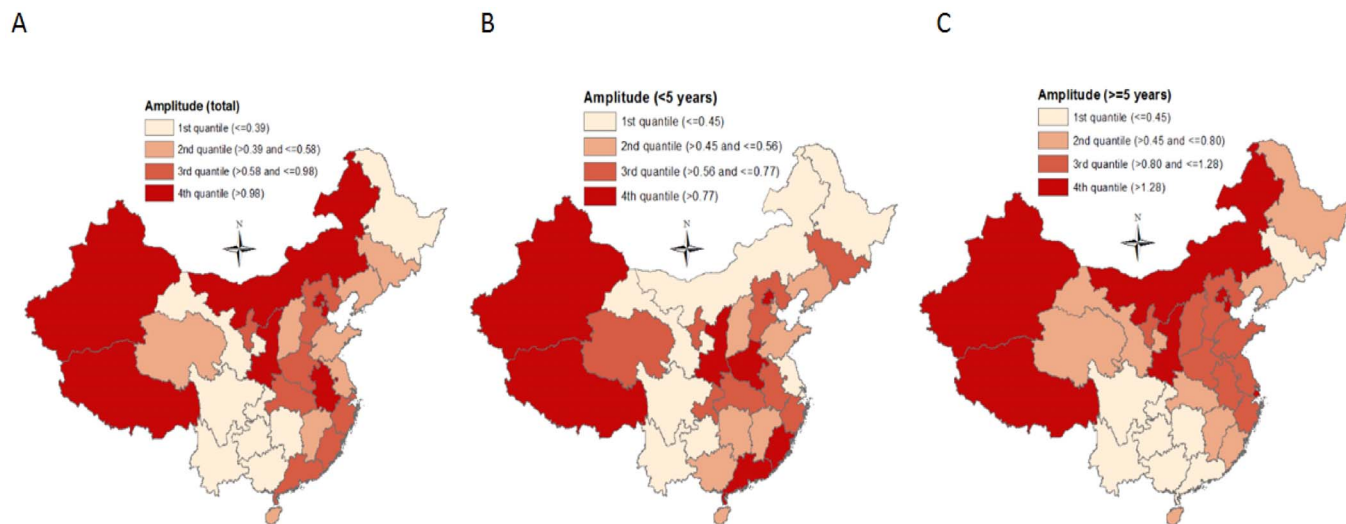 A
B
C
Amplitude (total)
1st quantile (<=0.39)
2nd quantile (>0.39 and <=0.58)
3rd quantile (>0.58 and <=0.98)
4th quantile (>0.98)
N
Amplitude (<5 years)
1st quantile (<=0.45)
2nd quantile (>0.45 and <=0.56)
3rd quantile (>0.56 and <=0.77)
4th quantile (>0.77)
N
Amplitude (>=5 years)
1st quantile (<=0.45)
2nd quantile (>0.45 and <=0.80)
3rd quantile (>0.80 and <=1.28)
4th quantile (>1.28)
N